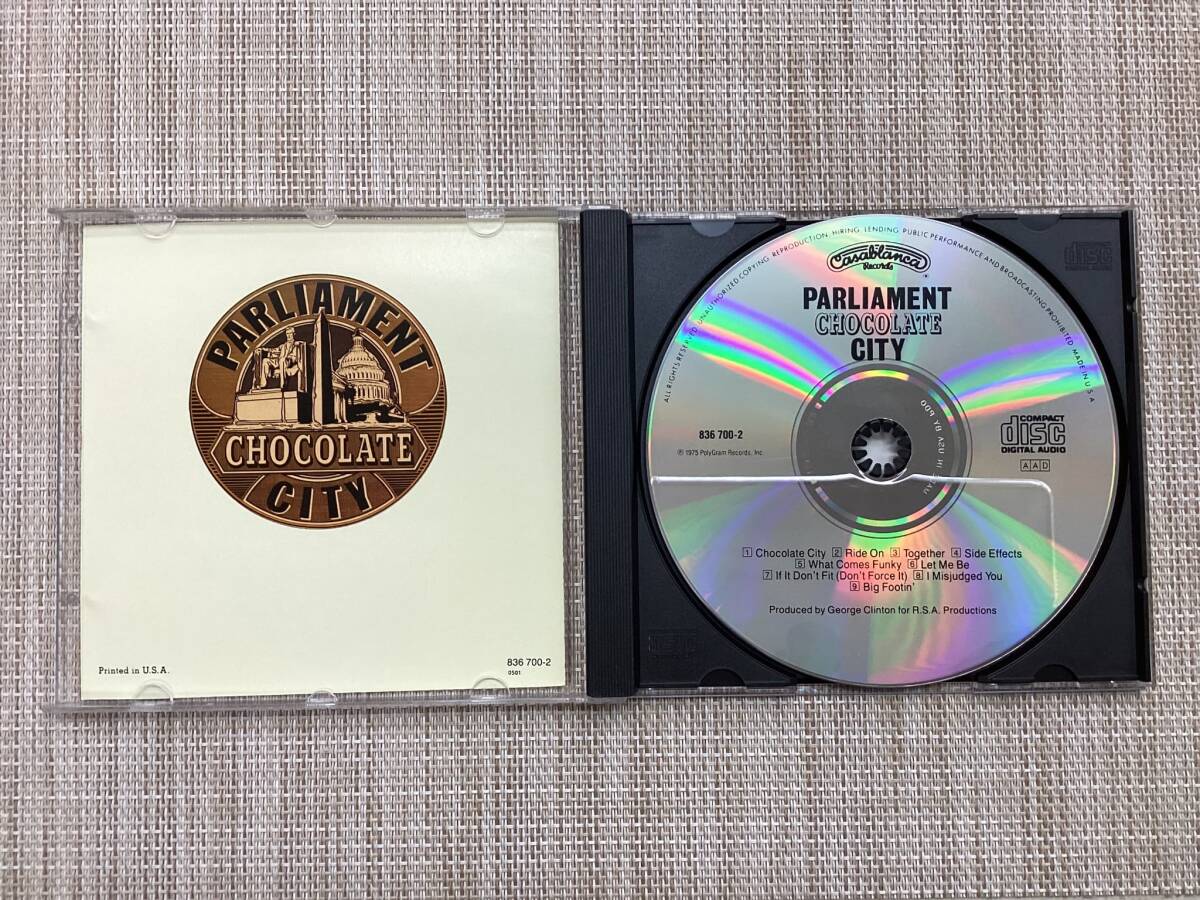 PARLIAMENT
CHOCOLATE
CITY
Printed in U.S.A.
836 700-2
0501
ALL RIGHTS RESERVED UNAUTHORIZED COPYING REPRODUCTION, HIRING LENDING PUBLIC PERFORMANCE AND BROADCASTING PROHIBITED MADE IN U S A
Casablanca
Records
PARLIAMENT
CHOCOLATE
CITY
836 700-2
℗ 1975 PolyGram Records, Inc.
COMPACT
disc
DIGITAL AUDIO
A A D
1 Chocolate City 2 Ride On 3 Together 4 Side Effects
5 What Comes Funky 6 Let Me Be
7 If It Don't Fit (Don't Force It) 8 I Misjudged You
9 Big Footin'
Produced by George Clinton for R.S.A. Productions
COMPACT
disc
DIGITAL AUDIO